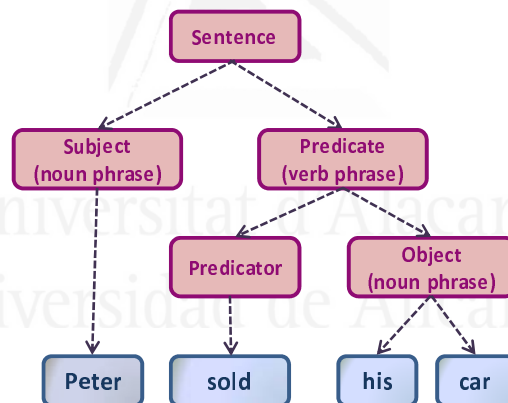 Sentence
Subject
(noun phrase)
Predicate
(verb phrase)
Predicator
Object
(noun phrase)
Peter
sold
his
car